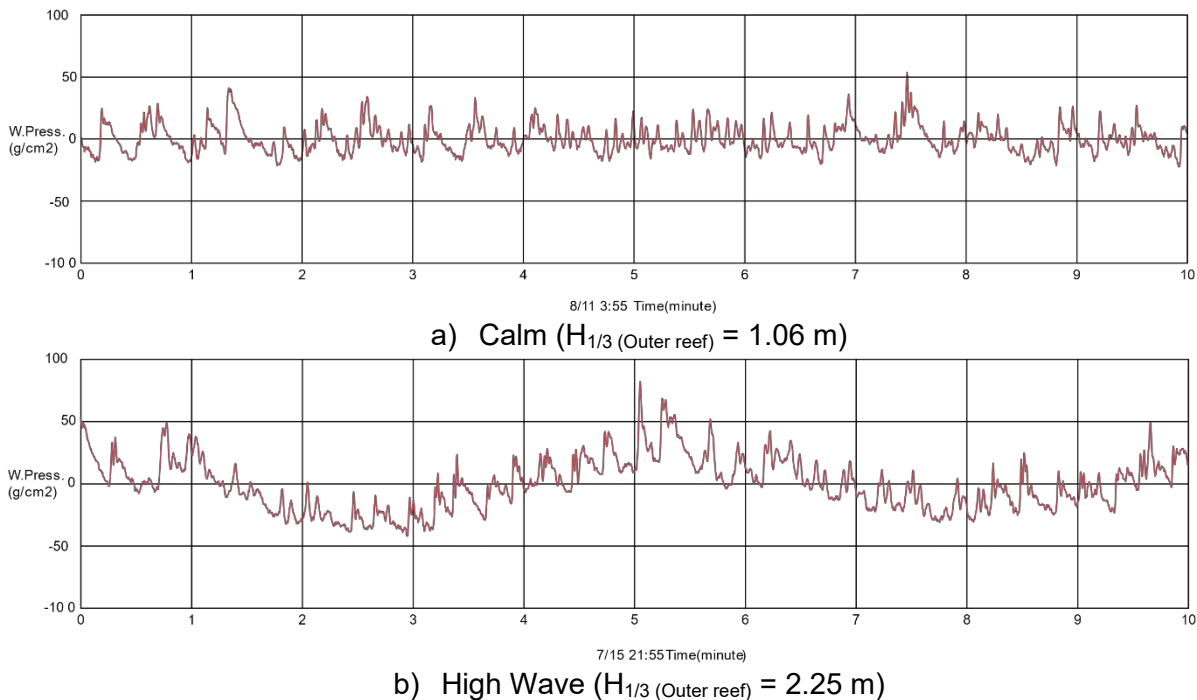 100
50
W.Press.
(g/cm2)
0
-50
-10 0
0 1 2 3 4 5 6 7 8 9 10
8/11 3:55 Time(minute)
a) Calm (H1/3 (Outer reef) = 1.06 m)
100
50
W.Press.
(g/cm2)
0
-50
-10 0
0 1 2 3 4 5 6 7 8 9 10
7/15 21:55Time(minute)
b) High Wave (H1/3 (Outer reef) = 2.25 m)